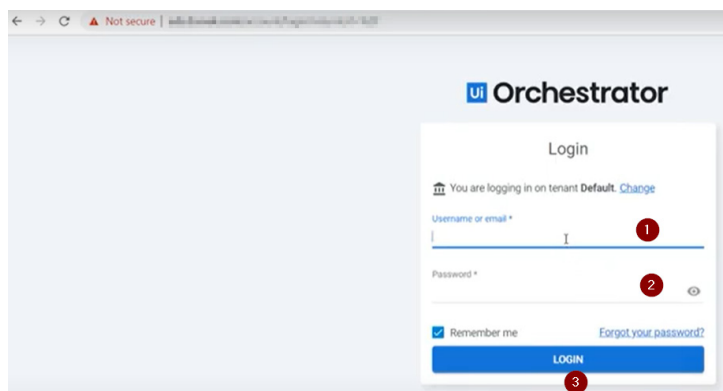 Not secure
Ui Orchestrator
Login
You are logging in on tenant Default. Change
Username or email *
1
Password *
2
Remember me Forgot your password?
LOGIN
3